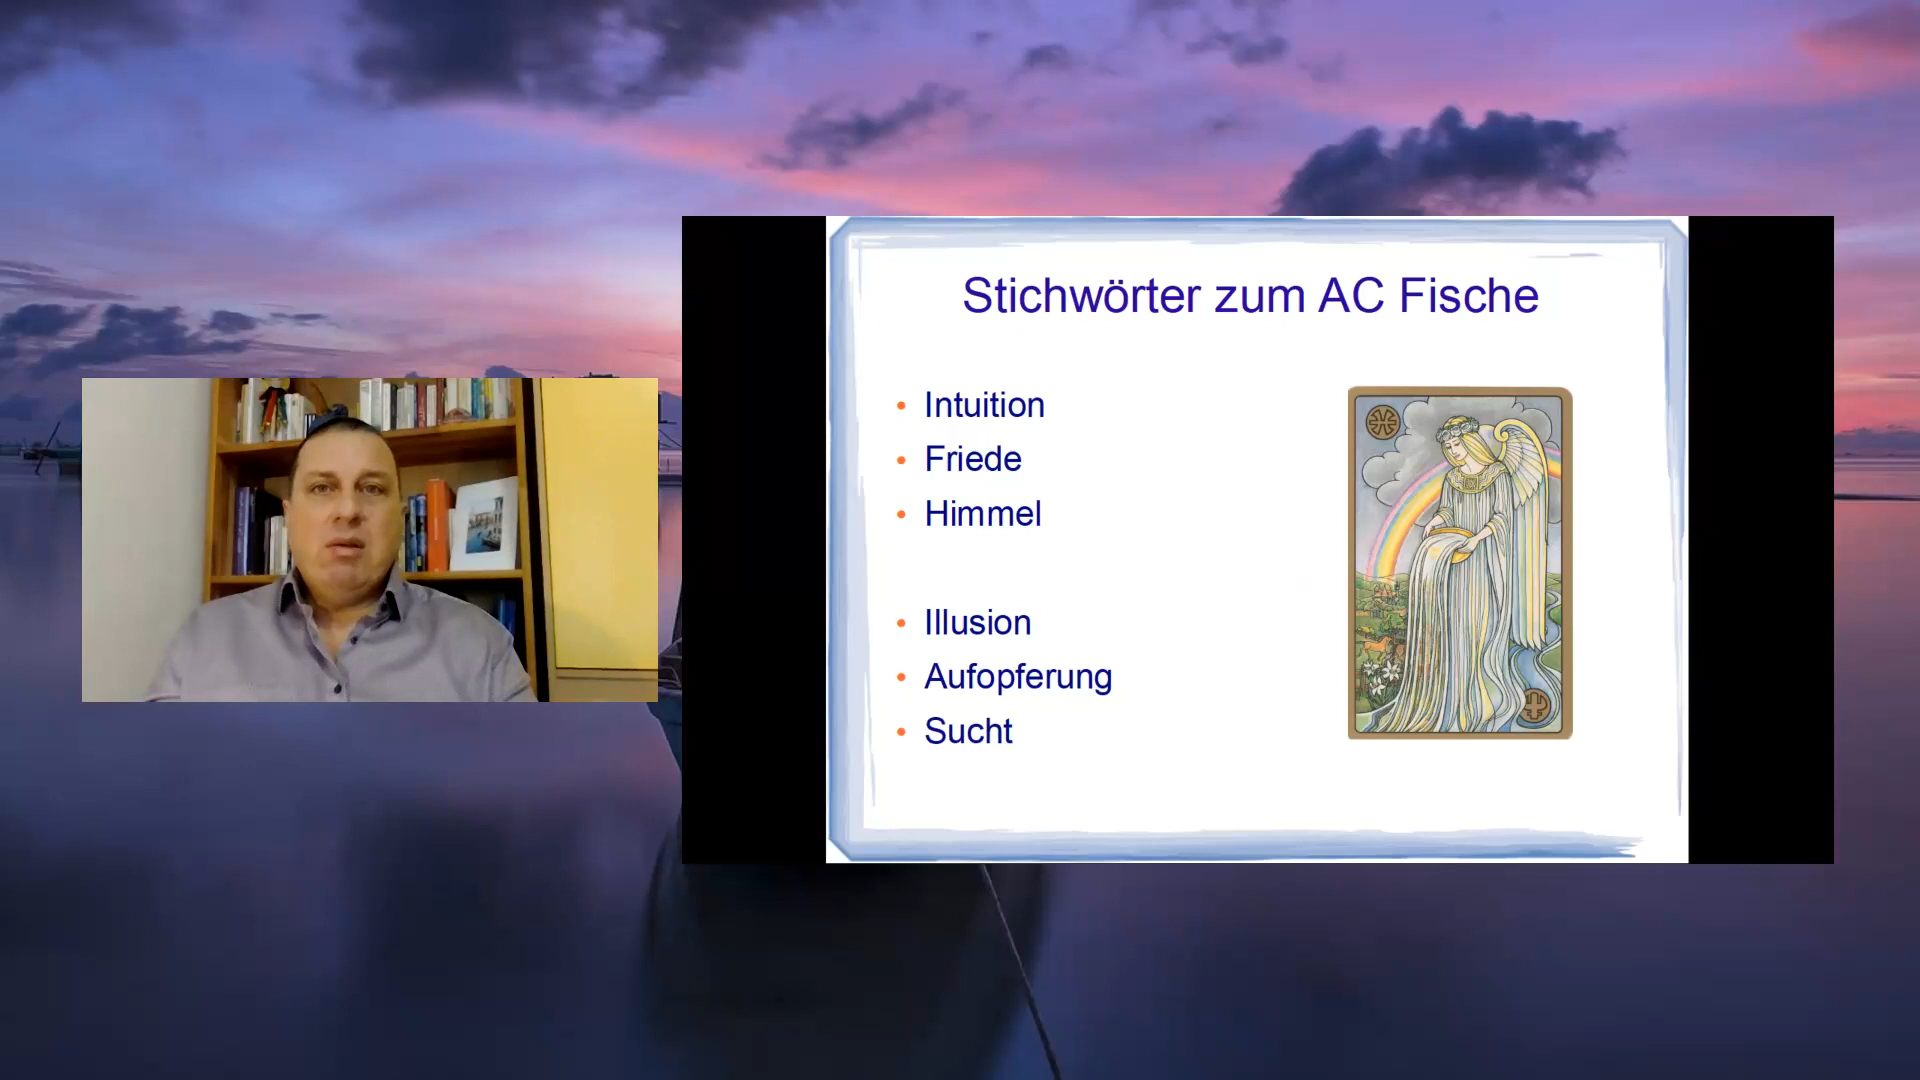 Stichwörter zum AC Fische
• Intuition
• Friede
• Himmel
• Illusion
• Aufopferung
• Sucht